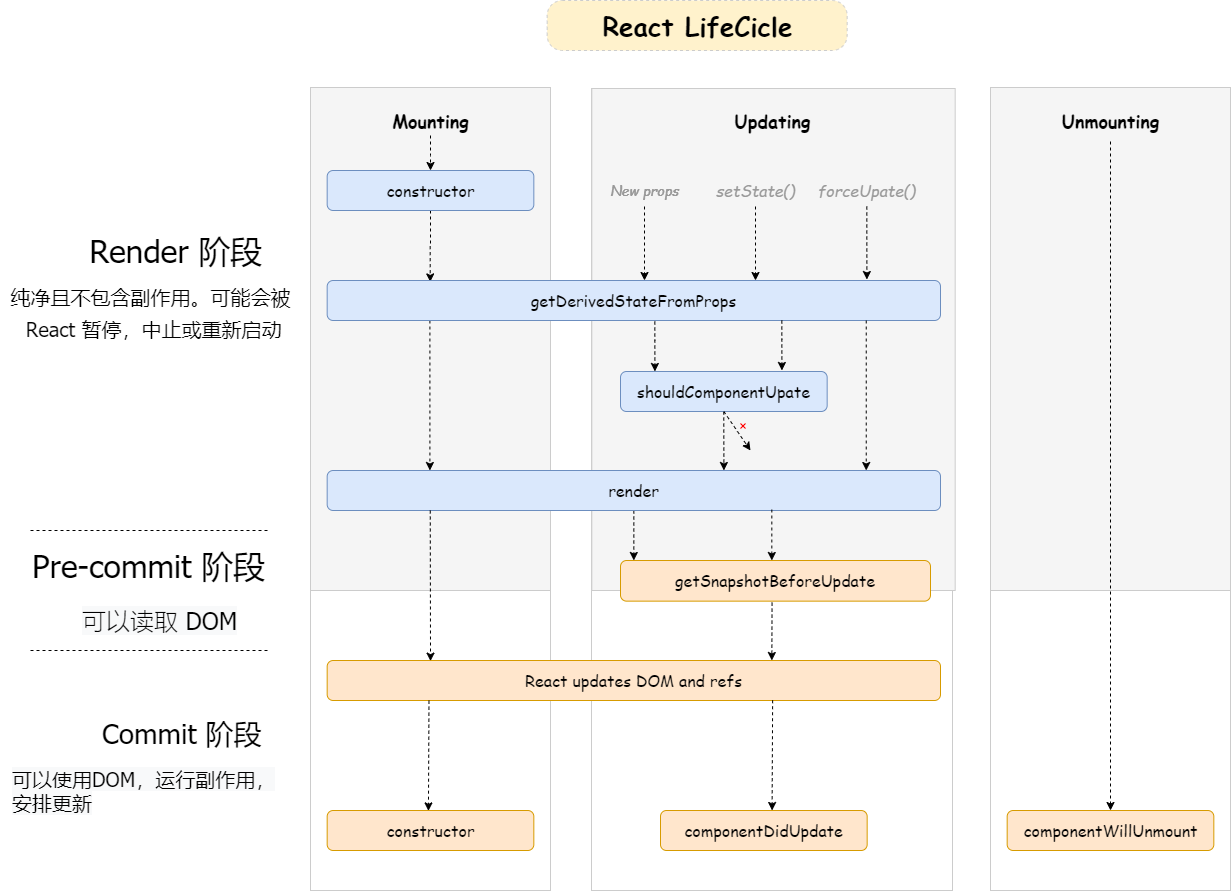 React LifeCicle
Mounting
Updating
Unmounting
constructor
New props
setState()
forceUpate()
Render 阶段
纯净且不包含副作用。可能会被
React 暂停，中止或重新启动
getDerivedStateFromProps
shouldComponentUpate
×
render
Pre-commit 阶段
可以读取 DOM
getSnapshotBeforeUpdate
React updates DOM and refs
Commit 阶段
可以使用DOM，运行副作用，
安排更新
constructor
componentDidUpdate
componentWillUnmount